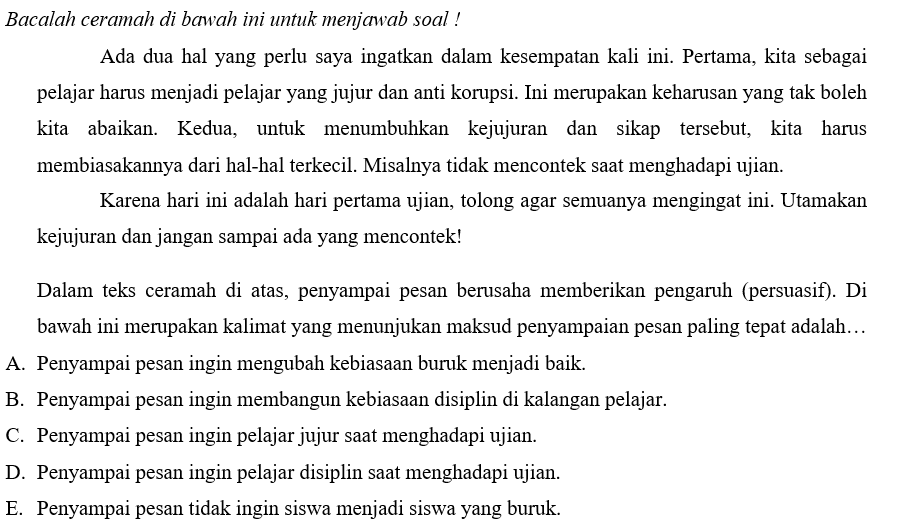 Bacalah ceramah di bawah ini untuk menjawab soal !
Ada dua hal yang perlu saya ingatkan dalam kesempatan kali ini. Pertama, kita sebagai
pelajar harus menjadi pelajar yang jujur dan anti korupsi. Ini merupakan keharusan yang tak boleh
kita abaikan. Kedua, untuk menumbuhkan kejujuran dan sikap tersebut, kita harus
membiasakannya dari hal-hal terkecil. Misalnya tidak mencontek saat menghadapi ujian.
Karena hari ini adalah hari pertama ujian, tolong agar semuanya mengingat ini. Utamakan
kejujuran dan jangan sampai ada yang mencontek!
Dalam teks ceramah di atas, penyampai pesan berusaha memberikan pengaruh (persuasif). Di
bawah ini merupakan kalimat yang menunjukan maksud penyampaian pesan paling tepat adalah…
A. Penyampai pesan ingin mengubah kebiasaan buruk menjadi baik.
B. Penyampai pesan ingin membangun kebiasaan disiplin di kalangan pelajar.
C. Penyampai pesan ingin pelajar jujur saat menghadapi ujian.
D. Penyampai pesan ingin pelajar disiplin saat menghadapi ujian.
E. Penyampai pesan tidak ingin siswa menjadi siswa yang buruk.